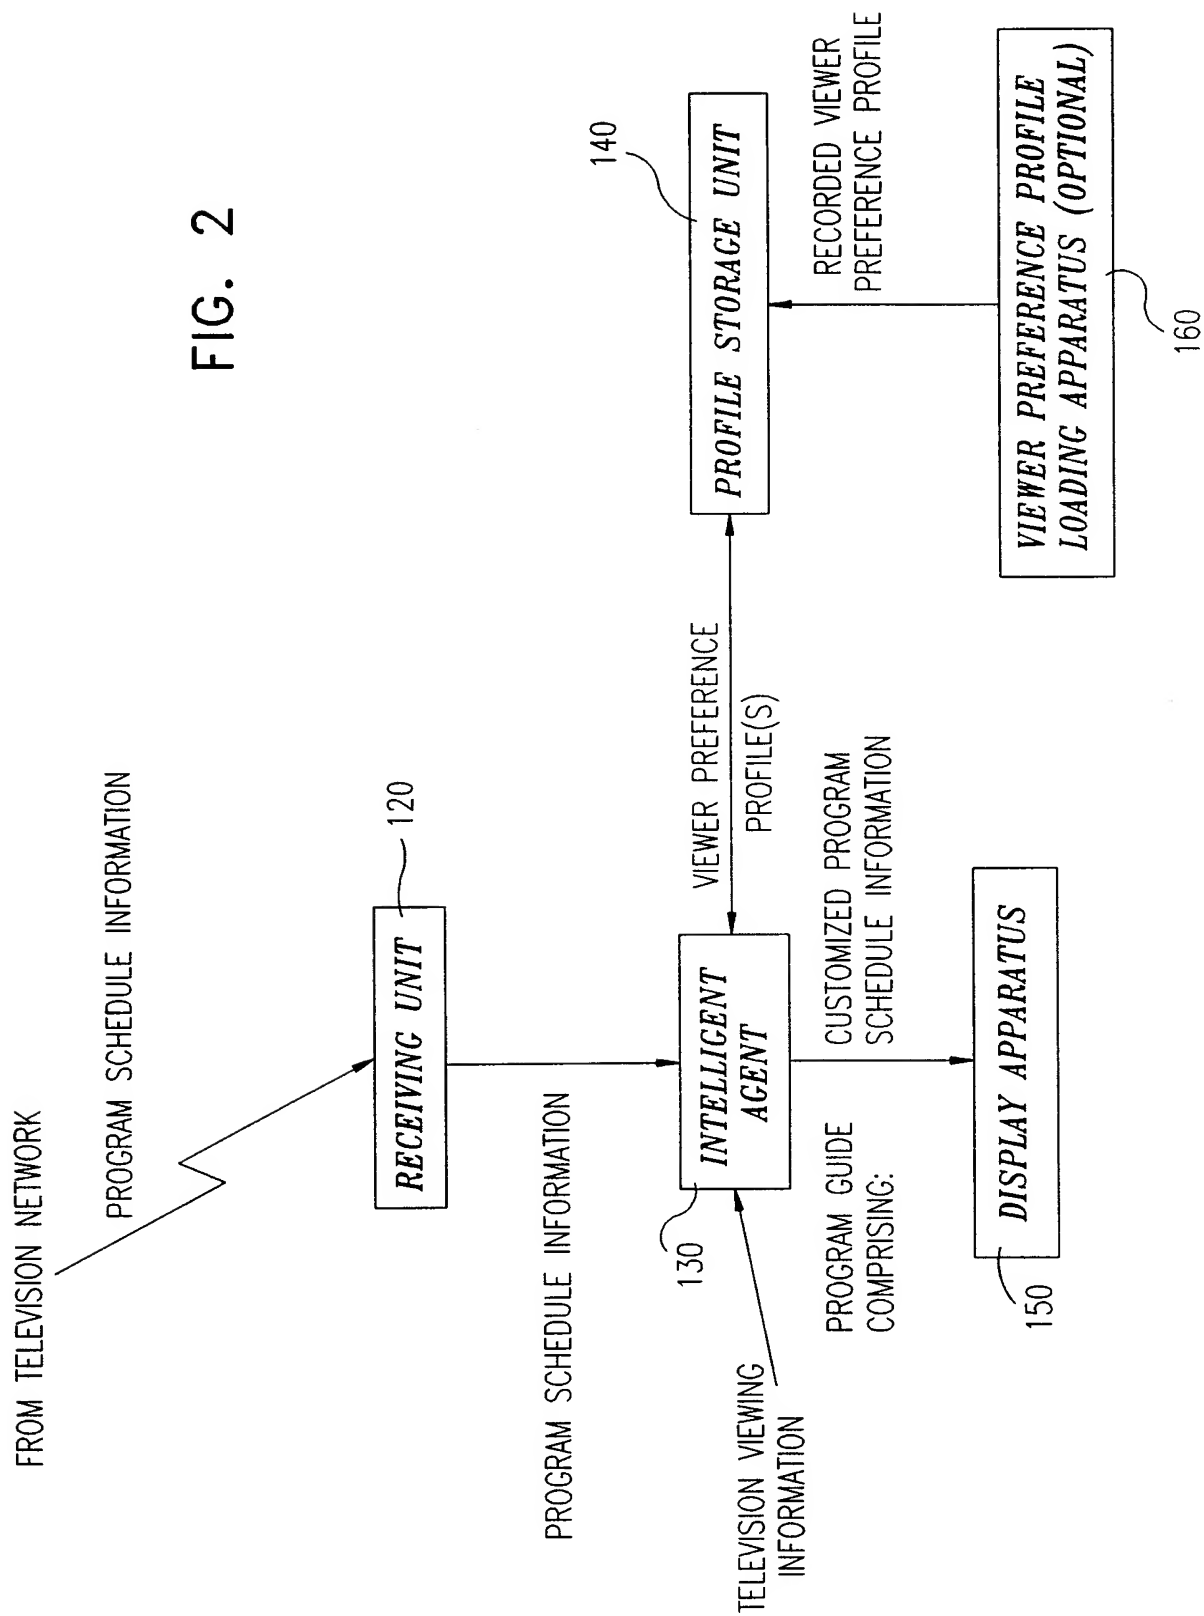 FIG. 2
FROM TELEVISION NETWORK
PROGRAM SCHEDULE INFORMATION
RECEIVING UNIT
120
PROGRAM SCHEDULE INFORMATION
TELEVISION VIEWING
INFORMATION
130
INTELLIGENT
AGENT
VIEWER PREFERENCE
PROFILE(S)
140
PROFILE STORAGE UNIT
PROGRAM GUIDE
COMPRISING:
CUSTOMIZED PROGRAM
SCHEDULE INFORMATION
RECORDED VIEWER
PREFERENCE PROFILE
150
DISPLAY APPARATUS
VIEWER PREFERENCE PROFILE
LOADING APPARATUS (OPTIONAL)
160